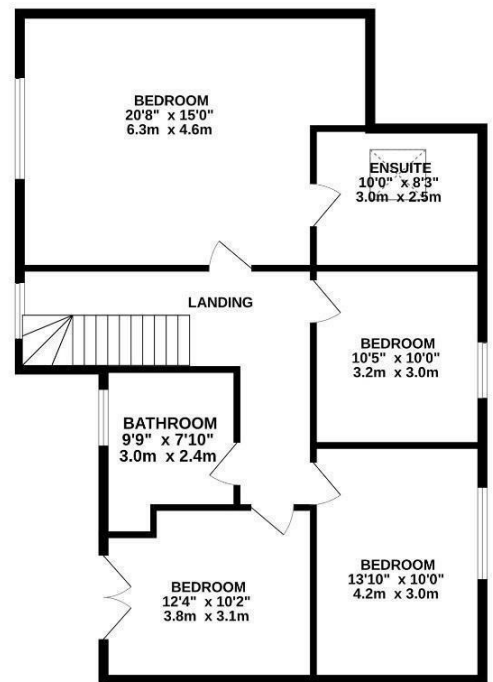 BEDROOM
20'8" x 15'0"
6.3m x 4.6m
ENSUITE
10'0" x 8'3"
3.0m x 2.5m
LANDING
BEDROOM
10'5" x 10'0"
3.2m x 3.0m
BATHROOM
9'9" x 7'10"
3.0m x 2.4m
BEDROOM
13'10" x 10'0"
4.2m x 3.0m
BEDROOM
12'4" x 10'2"
3.8m x 3.1m